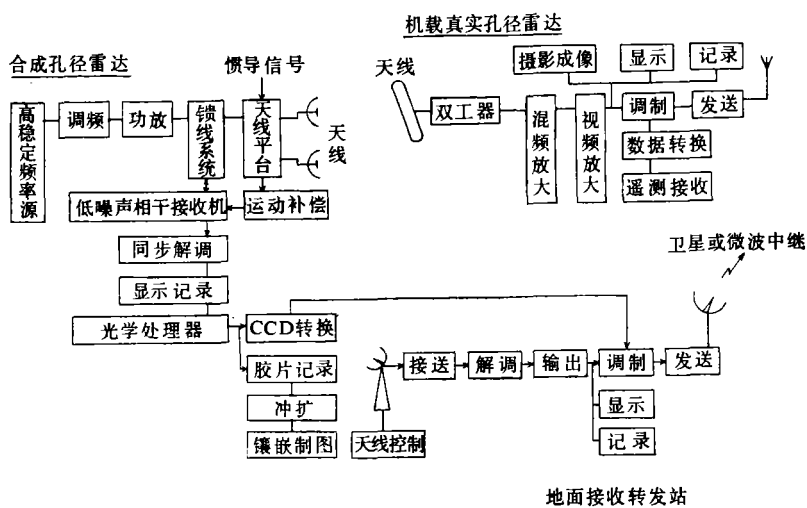 合成孔径雷达
惯导信号
高稳定频率源
调频
功放
馈线系统
天线平台
天线
低噪声相干接收机
运动补偿
同步解调
显示记录
光学处理器
CCD转换
胶片记录
冲扩
镶嵌制图
机载真实孔径雷达
天线
双工器
混频放大
视频放大
摄影成像
显示
记录
调制
发送
数据转换
遥测接收
卫星或微波中继
天线控制
接送
解调
输出
调制
发送
显示
记录
地面接收转发站